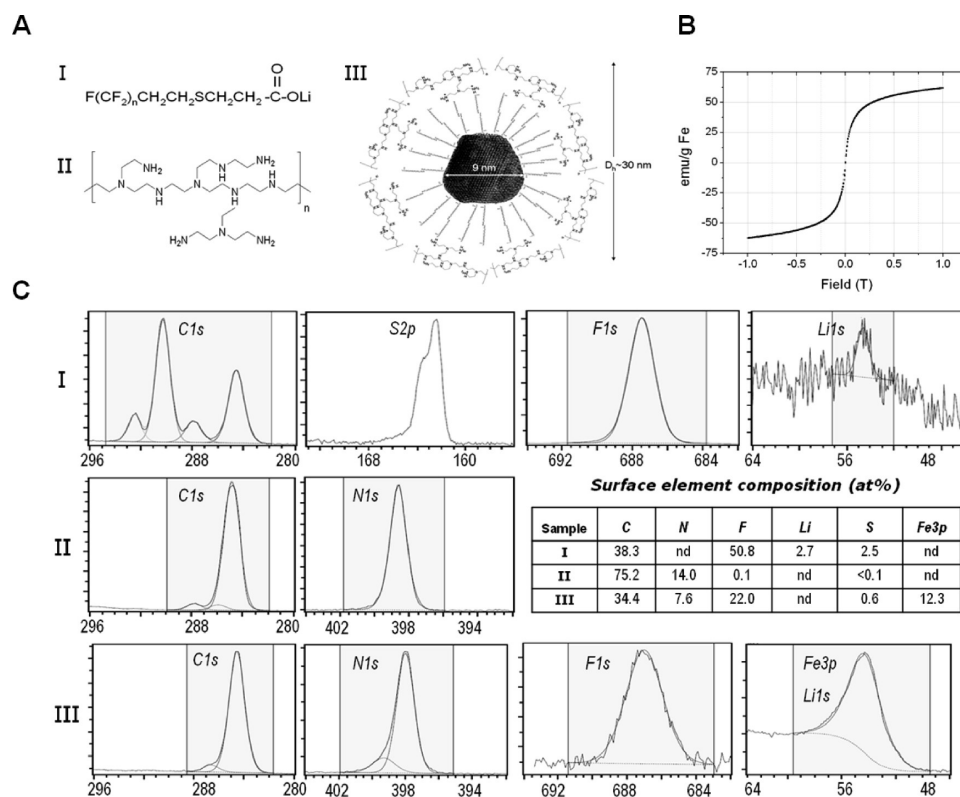 A
B
I
F(CF₂)ₙCH₂CH₂SCH₂CH₂-C-OLi
O
II
NH₂
N
H
NH₂
N
N
H
N
N
H
H
N
N
H
n
H₂N
N
NH₂
III
9 nm
Dₕ~30 nm
emu/g Fe
75
50
25
0
-25
-50
75
-1.0 -0.5 0.0 0.5 1.0
Field (T)
C
I
C1s
296 292 288 284 280
S2p
168 160
F1s
692 688 684
Li1s
64 56 48
II
C1s
296 288 280
N1s
402 398 394
Surface element composition (at%)
Sample C N F Li S Fe3p
I 38.3 nd 50.8 2.7 2.5 nd
II 75.2 14.0 0.1 nd <0.1 nd
III 34.4 7.6 22.0 nd 0.6 12.3
III
C1s
296 292 288 284 280
N1s
402 398 394
F1s
692 688 684
Fe3p
Li1s
64 56 48